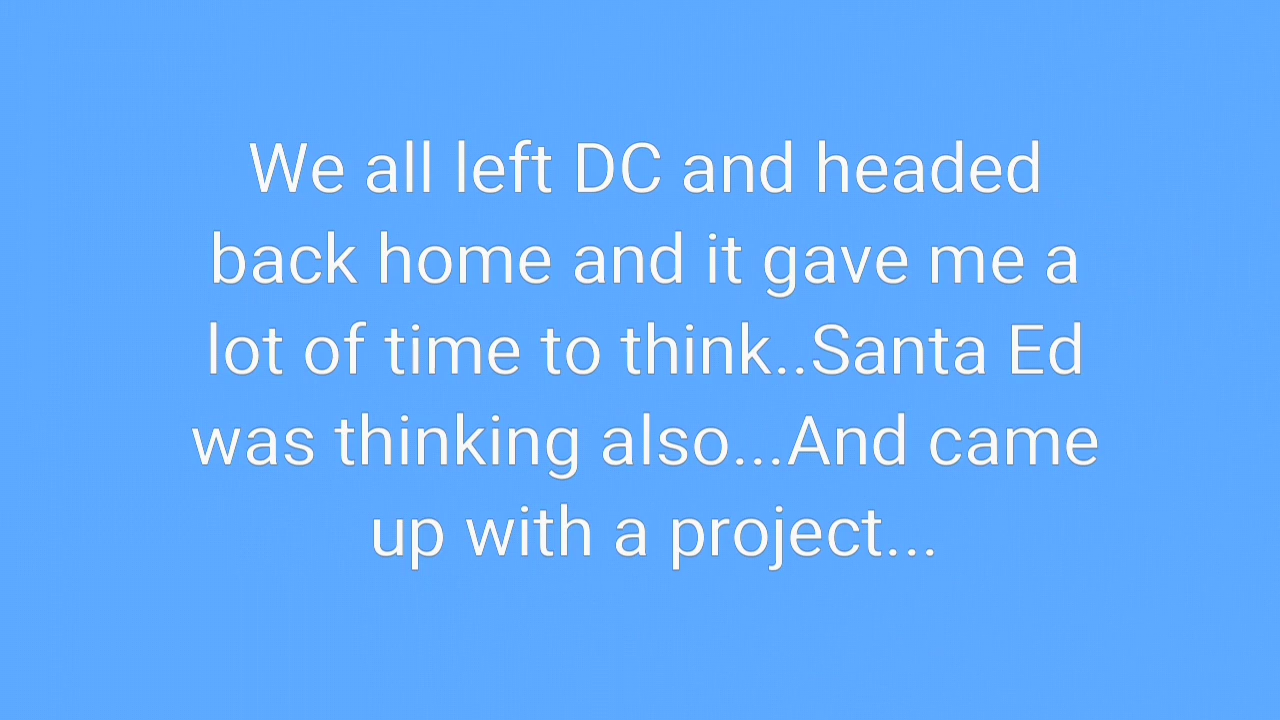 We all left DC and headed
back home and it gave me a
lot of time to think..Santa Ed
was thinking also...And came
up with a project...